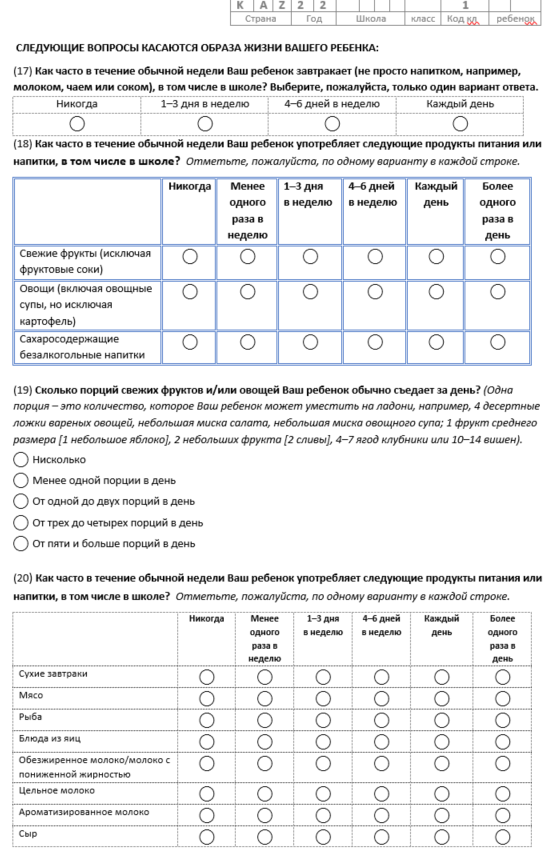 K A Z 2 2 1
Страна Год Школа класс Код кл ребенок
СЛЕДУЮЩИЕ ВОПРОСЫ КАСАЮТСЯ ОБРАЗА ЖИЗНИ ВАШЕГО РЕБЕНКА:
(17) Как часто в течение обычной недели Ваш ребенок завтракает (не просто напитком, например,
молоком, чаем или соком), в том числе в школе? Выберите, пожалуйста, только один вариант ответа.
Никогда 1–3 дня в неделю 4–6 дней в неделю Каждый день
(18) Как часто в течение обычной недели Ваш ребенок употребляет следующие продукты питания или
напитки, в том числе в школе? Отметьте, пожалуйста, по одному варианту в каждой строке.
Никогда Менее 1–3 дня 4–6 дней Каждый Более
одного в неделю в неделю день одного
раза в раза в
неделю день
Свежие фрукты (исключая
фруктовые соки)
Овощи (включая овощные
супы, но исключая
картофель)
Сахаросодержащие
безалкогольные напитки
(19) Сколько порций свежих фруктов и/или овощей Ваш ребенок обычно съедает за день? (Одна
порция – это количество, которое Ваш ребенок может уместить на ладони, например, 4 десертные
ложки вареных овощей, небольшая миска салата, небольшая миска овощного супа; 1 фрукт среднего
размера [1 небольшое яблоко], 2 небольших фрукта [2 сливы], 4–7 ягод клубники или 10–14 вишен).
Нисколько
Менее одной порции в день
От одной до двух порций в день
От трех до четырех порций в день
От пяти и больше порций в день
(20) Как часто в течение обычной недели Ваш ребенок употребляет следующие продукты питания или
напитки, в том числе в школе? Отметьте, пожалуйста, по одному варианту в каждой строке.
Никогда Менее 1–3 дня 4–6 дней Каждый Более
одного в неделю в неделю день одного
раза в раза в
неделю день
Сухие завтраки
Мясо
Рыба
Блюда из яиц
Обезжиренное молоко/молоко с
пониженной жирностью
Цельное молоко
Ароматизированное молоко
Сыр